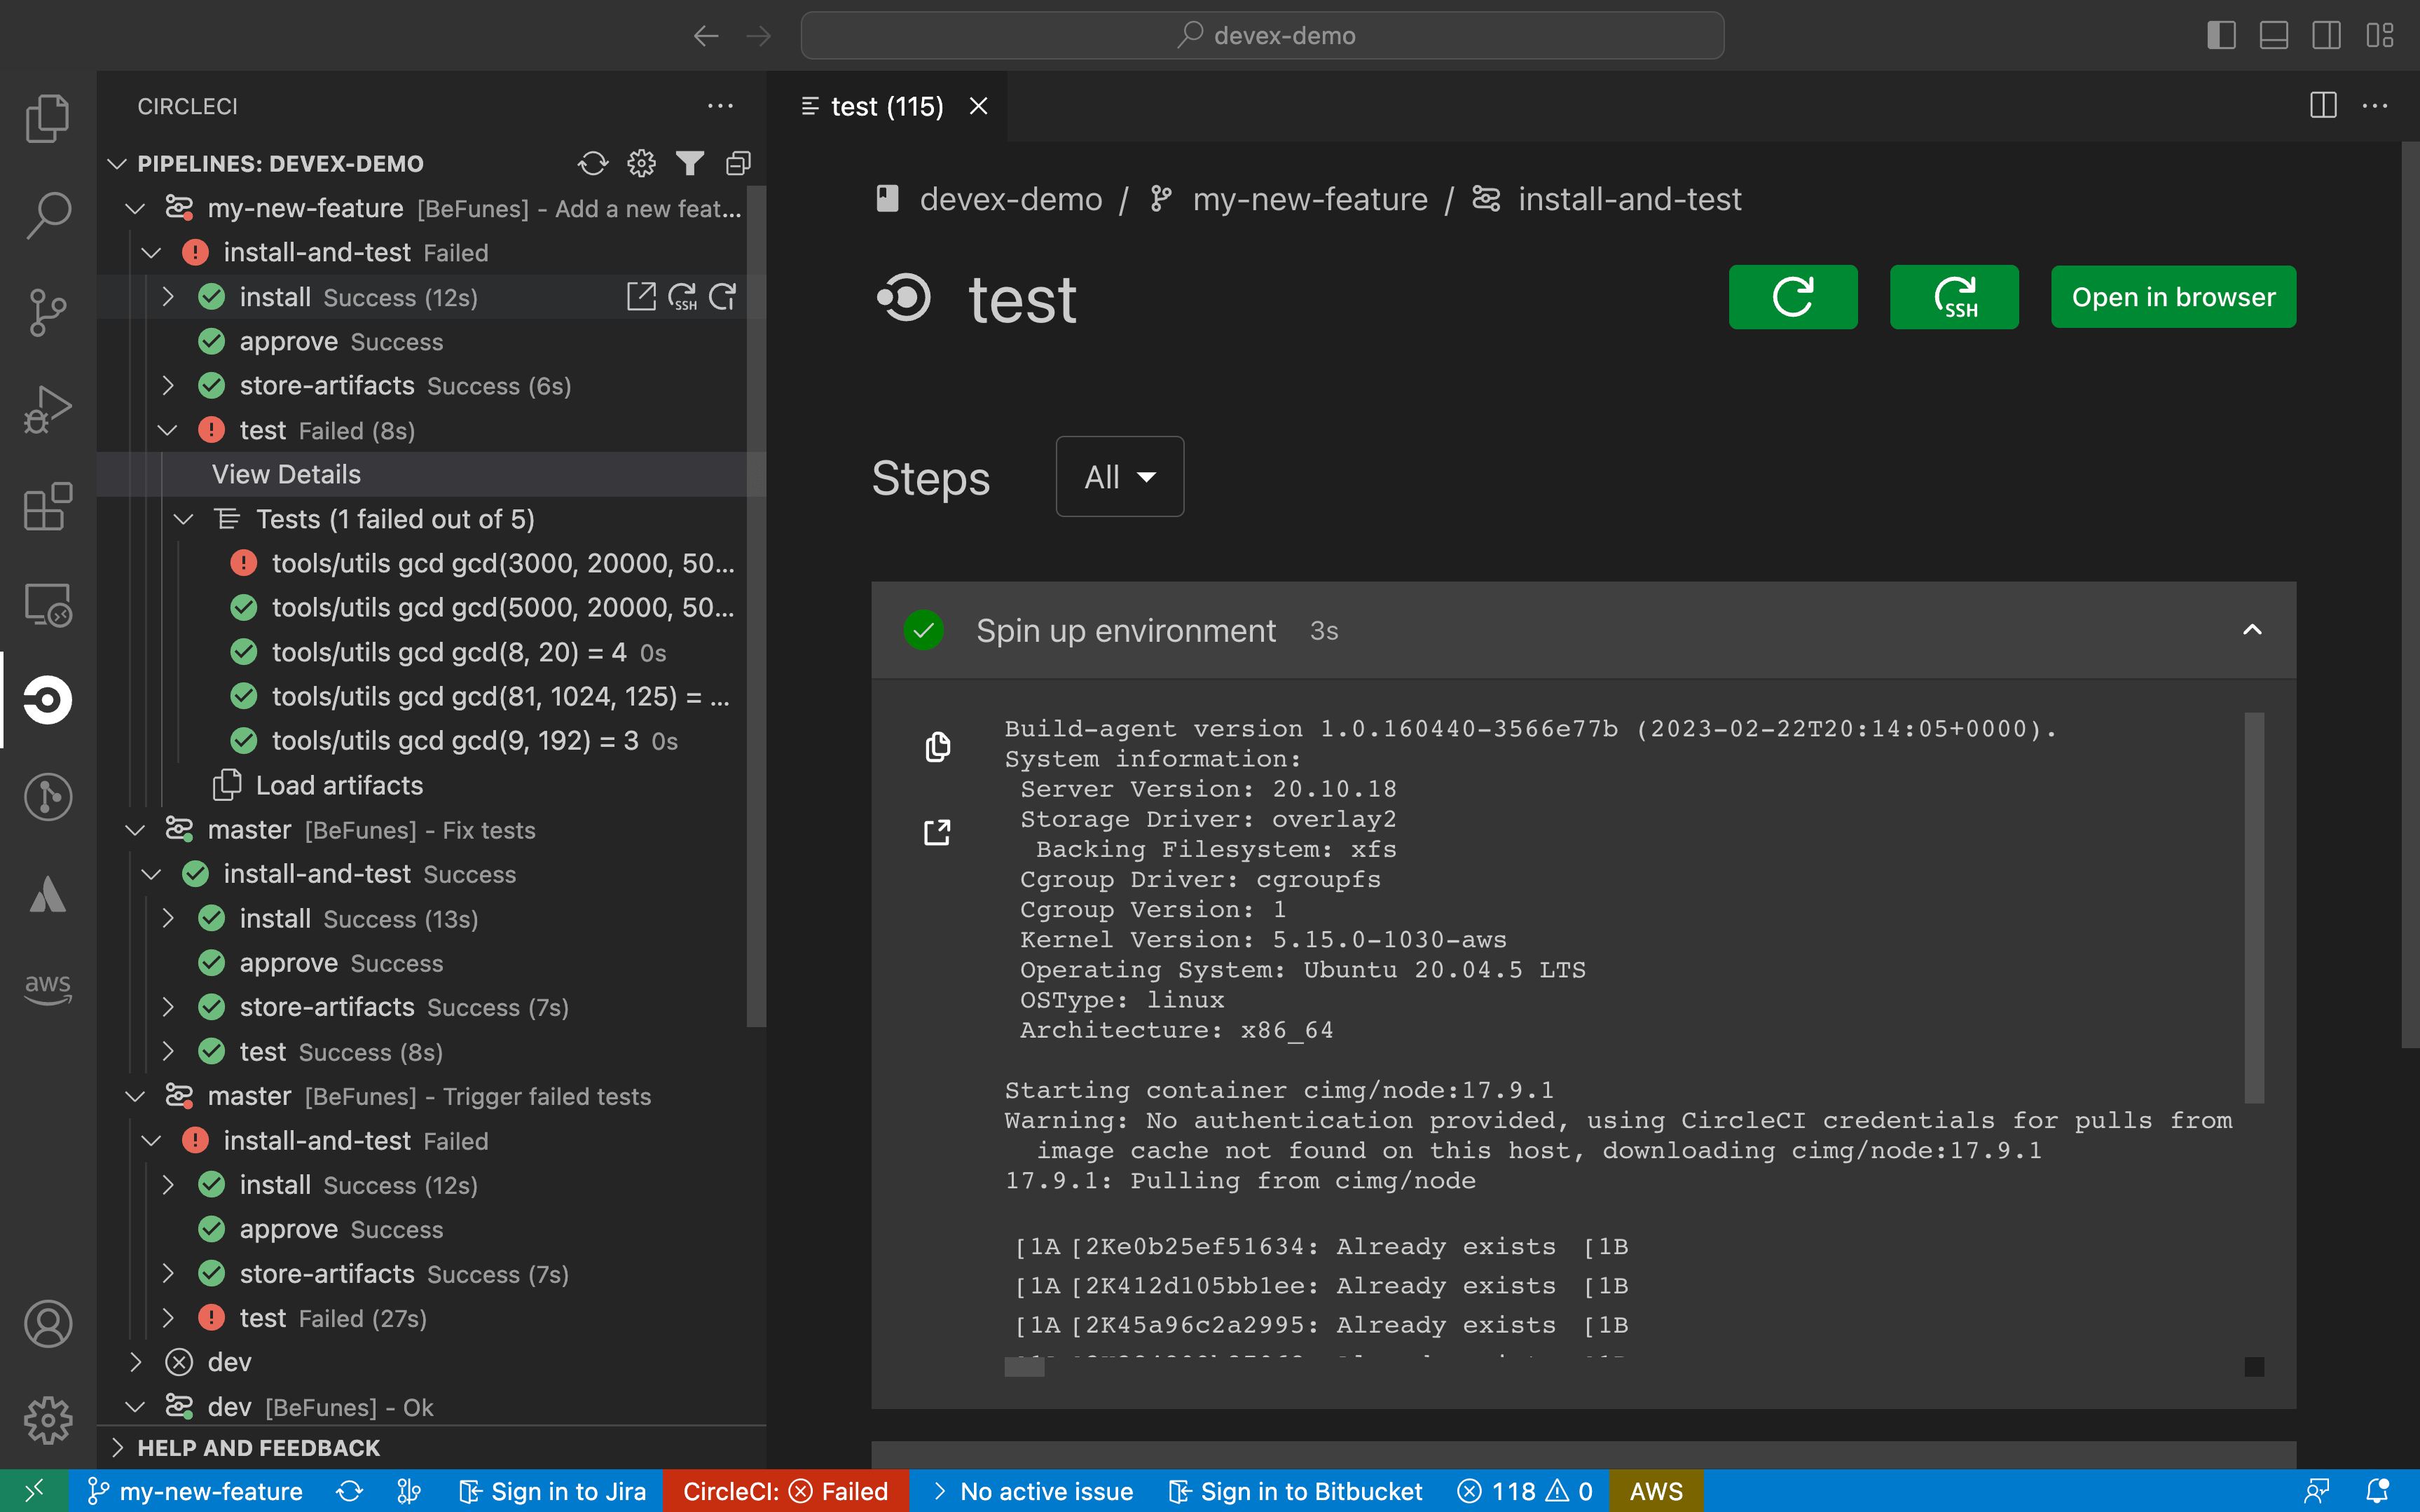 devex-demo
CIRCLECI
PIPELINES: DEVEX-DEMO
my-new-feature [BeFunes] - Add a new feat...
install-and-test Failed
install Success (12s)
SSH
approve Success
store-artifacts Success (6s)
test Failed (8s)
View Details
Tests (1 failed out of 5)
tools/utils gcd gcd(3000, 20000, 50...
tools/utils gcd gcd(5000, 20000, 50...
tools/utils gcd gcd(8, 20) = 4 0s
tools/utils gcd gcd(81, 1024, 125) = ...
tools/utils gcd gcd(9, 192) = 3 0s
Load artifacts
master [BeFunes] - Fix tests
install-and-test Success
install Success (13s)
approve Success
store-artifacts Success (7s)
test Success (8s)
master [BeFunes] - Trigger failed tests
install-and-test Failed
install Success (12s)
approve Success
store-artifacts Success (7s)
test Failed (27s)
dev
dev [BeFunes] - Ok
HELP AND FEEDBACK
aws
test (115)
devex-demo / my-new-feature / install-and-test
test
SSH
Open in browser
Steps
All
Spin up environment 3s
Build-agent version 1.0.160440-3566e77b (2023-02-22T20:14:05+0000).
System information:
Server Version: 20.10.18
Storage Driver: overlay2
Backing Filesystem: xfs
Cgroup Driver: cgroupfs
Cgroup Version: 1
Kernel Version: 5.15.0-1030-aws
Operating System: Ubuntu 20.04.5 LTS
OSType: linux
Architecture: x86_64
Starting container cimg/node:17.9.1
Warning: No authentication provided, using CircleCI credentials for pulls from
image cache not found on this host, downloading cimg/node:17.9.1
17.9.1: Pulling from cimg/node
[1A [2Ke0b25ef51634: Already exists [1B
[1A [2K412d105bb1ee: Already exists [1B
[1A [2K45a96c2a2995: Already exists [1B
my-new-feature
Sign in to Jira
CircleCI: Failed
No active issue
Sign in to Bitbucket
118 0
AWS